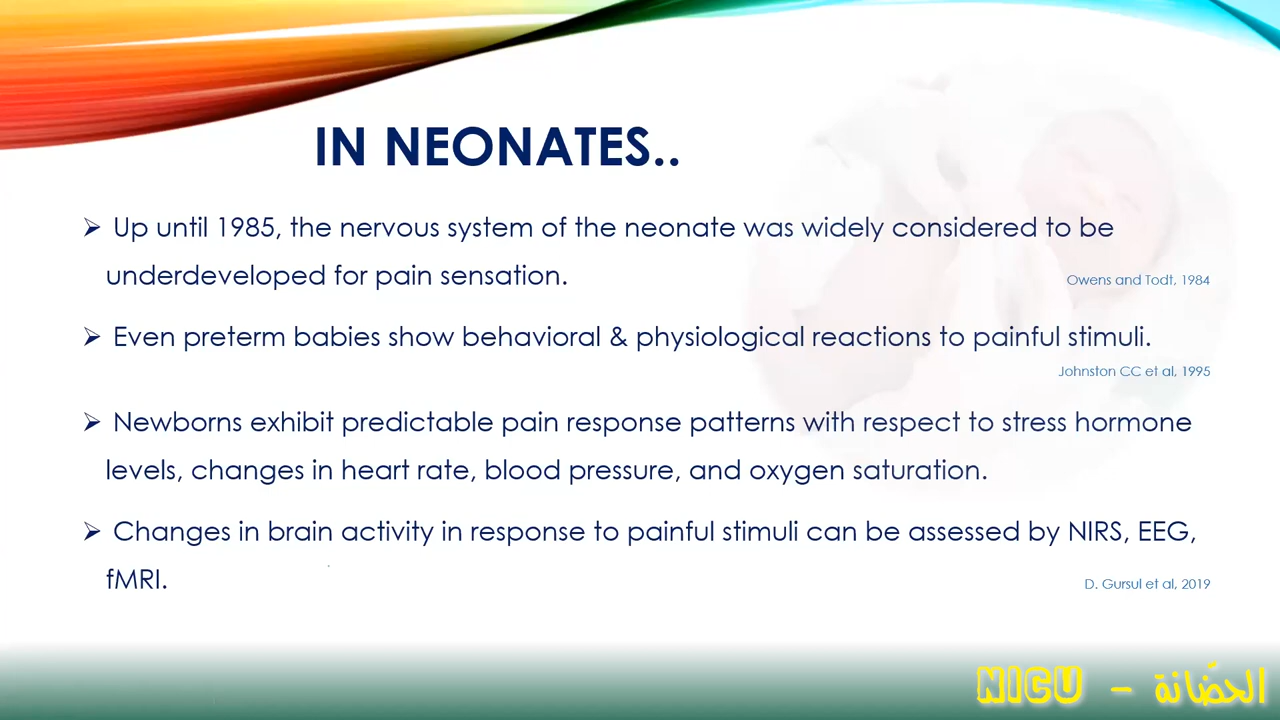 IN NEONATES..
➢ Up until 1985, the nervous system of the neonate was widely considered to be
underdeveloped for pain sensation.
Owens and Todt, 1984
➢ Even preterm babies show behavioral & physiological reactions to painful stimuli.
Johnston CC et al, 1995
➢ Newborns exhibit predictable pain response patterns with respect to stress hormone
levels, changes in heart rate, blood pressure, and oxygen saturation.
➢ Changes in brain activity in response to painful stimuli can be assessed by NIRS, EEG,
fMRI.
D. Gursul et al, 2019
NICU - الحضّانة